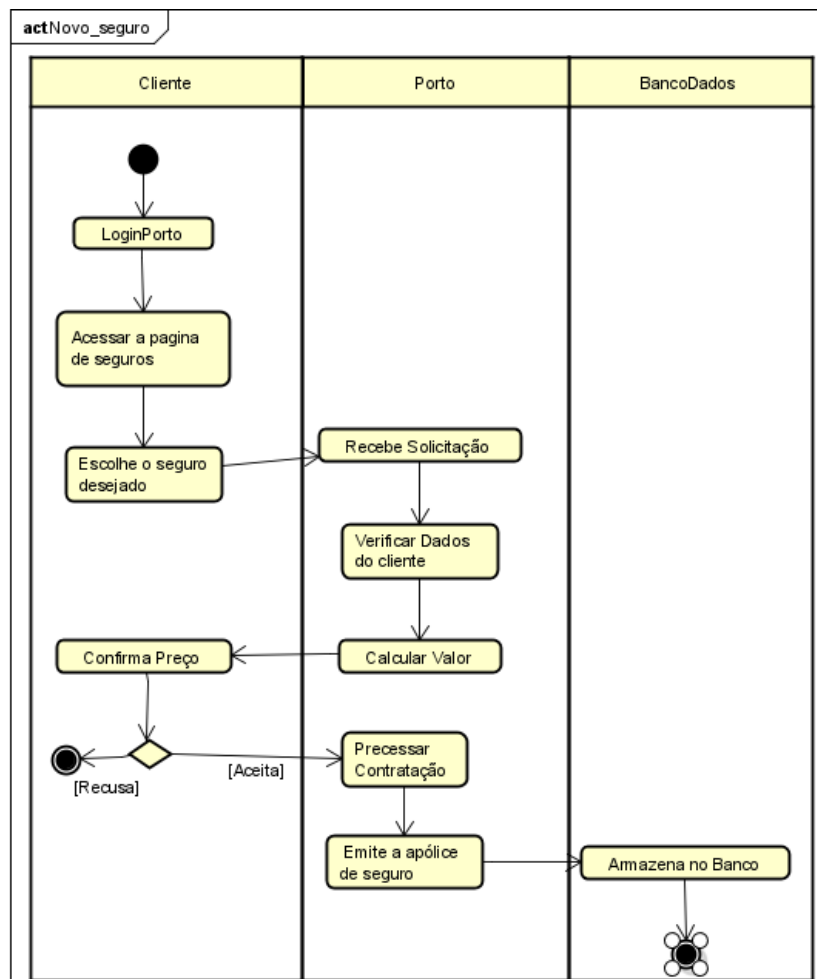 actNovo_seguro
Cliente
Porto
BancoDados
LoginPorto
Acessar a pagina
de seguros
Escolhe o seguro
desejado
Recebe Solicitação
Verificar Dados
do cliente
Calcular Valor
Confirma Preço
[Recusa]
[Aceita]
Precessar
Contratação
Emite a apólice
de seguro
Armazena no Banco